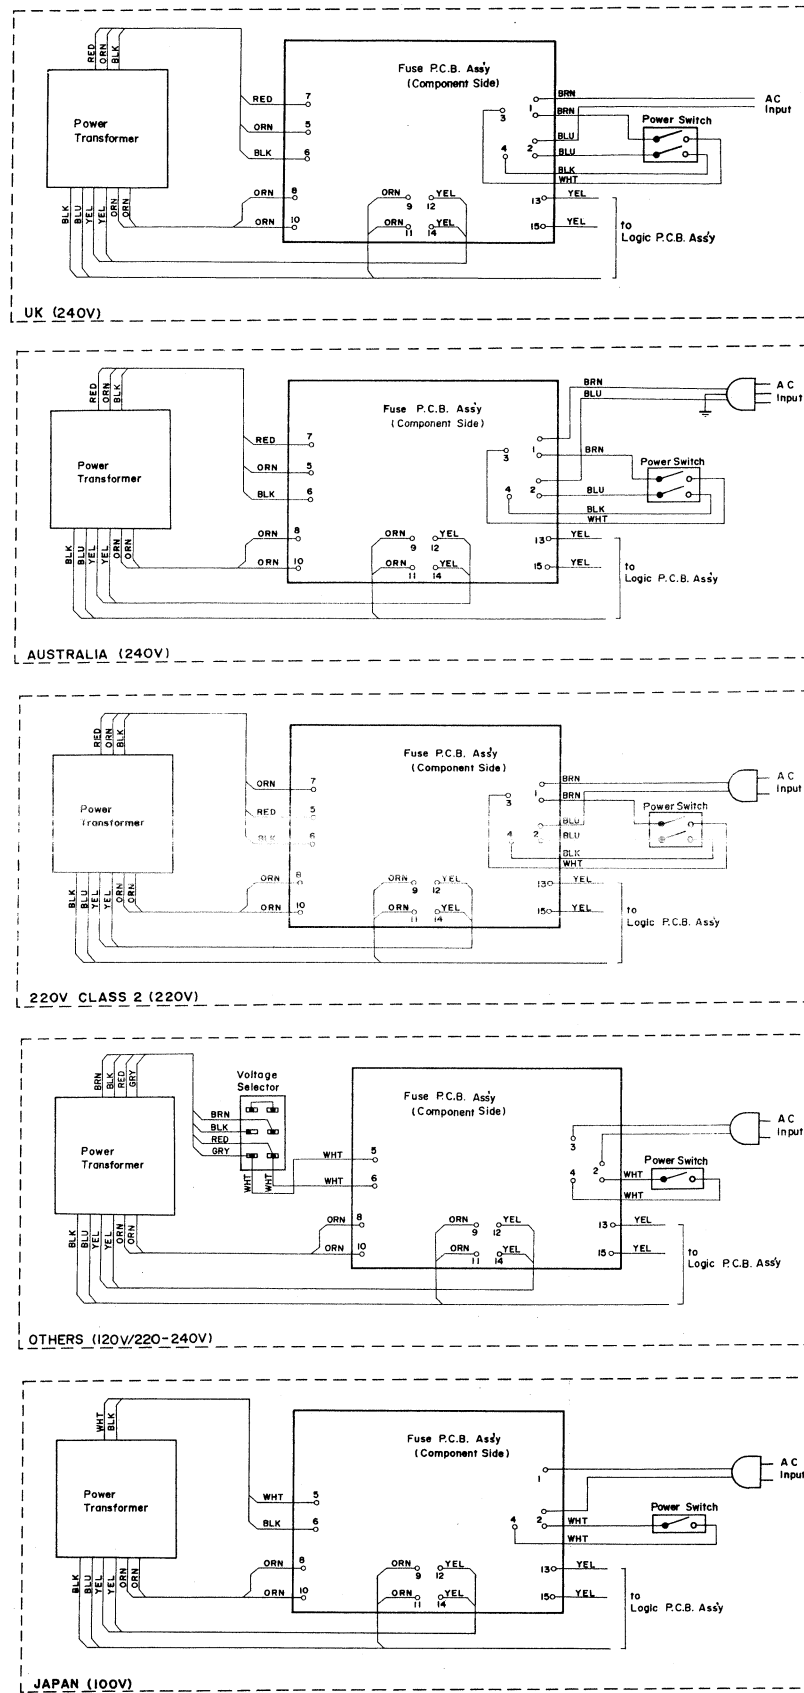 RED ORN BLK
Power
Transformer
BLK BLU YEL YEL ORN ORN
Fuse P.C.B. Ass'y
(Component Side)
RED 7
ORN 5
BLK 6
ORN 8
ORN 10
ORN 9 12 YEL
ORN 11 14 YEL
3
4
1
2
BRN
BRN
BLU
BLU
BLK
WHT
Power Switch
AC
Input
13 YEL
15 YEL
to
Logic P.C.B. Ass'y
UK (240V)
RED ORN BLK
Power
Transformer
BLK BLU YEL YEL ORN ORN
Fuse P.C.B. Ass'y
(Component Side)
RED 7
ORN 5
BLK 6
ORN 8
ORN 10
ORN 9 12 YEL
ORN 11 14 YEL
3
4
1
2
BRN
BLU
BRN
BLU
BLK
WHT
Power Switch
AC
Input
13 YEL
15 YEL
to
Logic P.C.B. Ass'y
AUSTRALIA (240V)
RED ORN BLK
Power
Transformer
BLK BLU YEL YEL ORN ORN
Fuse P.C.B. Ass'y
(Component Side)
ORN 7
RED 5
BLK 6
ORN 8
ORN 10
ORN 9 12 YEL
ORN 11 14 YEL
3
4
1
2
BRN
BRN
BLU
BLU
BLK
WHT
Power Switch
AC
Input
13 YEL
15 YEL
to
Logic P.C.B. Ass'y
220V CLASS 2 (220V)
BRN BLK RED GRY
Power
Transformer
BLK BLU YEL YEL ORN ORN
Voltage
Selector
BRN
BLK
RED
GRY
WHT WHT
Fuse P.C.B. Ass'y
(Component Side)
WHT 5
WHT 6
ORN 8
ORN 10
ORN 9 12 YEL
ORN 11 14 YEL
3
4
2
WHT
WHT
Power Switch
AC
Input
13 YEL
15 YEL
to
Logic P.C.B. Ass'y
OTHERS (120V/220-240V)
WHT BLK
Power
Transformer
BLK BLU YEL YEL ORN ORN
Fuse P.C.B. Ass'y
(Component Side)
WHT 5
BLK 6
ORN 8
ORN 10
ORN 9 12 YEL
ORN 11 14 YEL
1
4
2
WHT
WHT
Power Switch
AC
Input
13 YEL
15 YEL
to
Logic P.C.B. Ass'y
JAPAN (100V)